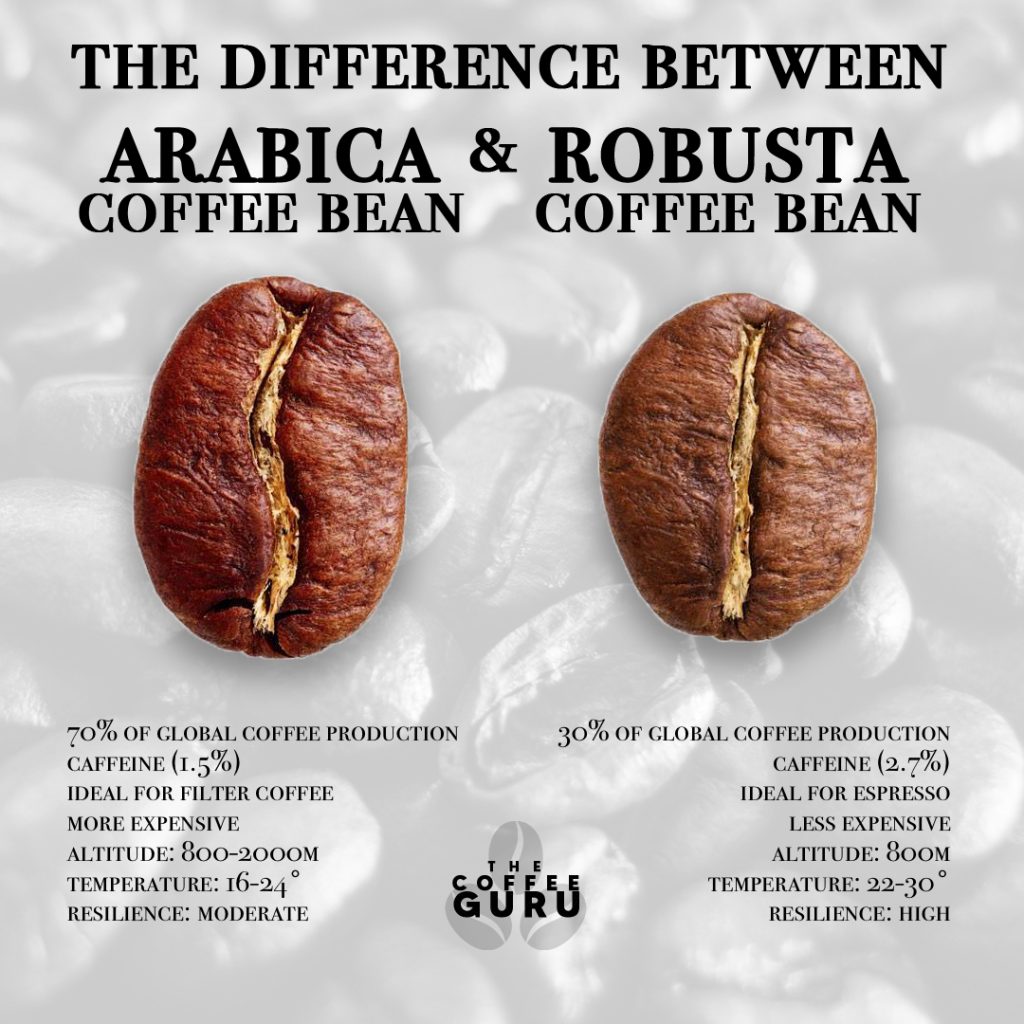 THE DIFFERENCE BETWEEN
ARABICA & ROBUSTA
COFFEE BEAN COFFEE BEAN
70% OF GLOBAL COFFEE PRODUCTION
CAFFEINE (1.5%)
IDEAL FOR FILTER COFFEE
MORE EXPENSIVE
ALTITUDE: 800-2000M
TEMPERATURE: 16-24°
RESILIENCE: MODERATE
30% OF GLOBAL COFFEE PRODUCTION
CAFFEINE (2.7%)
IDEAL FOR ESPRESSO
LESS EXPENSIVE
ALTITUDE: 800M
TEMPERATURE: 22-30°
RESILIENCE: HIGH
THE
COFFEE
GURU